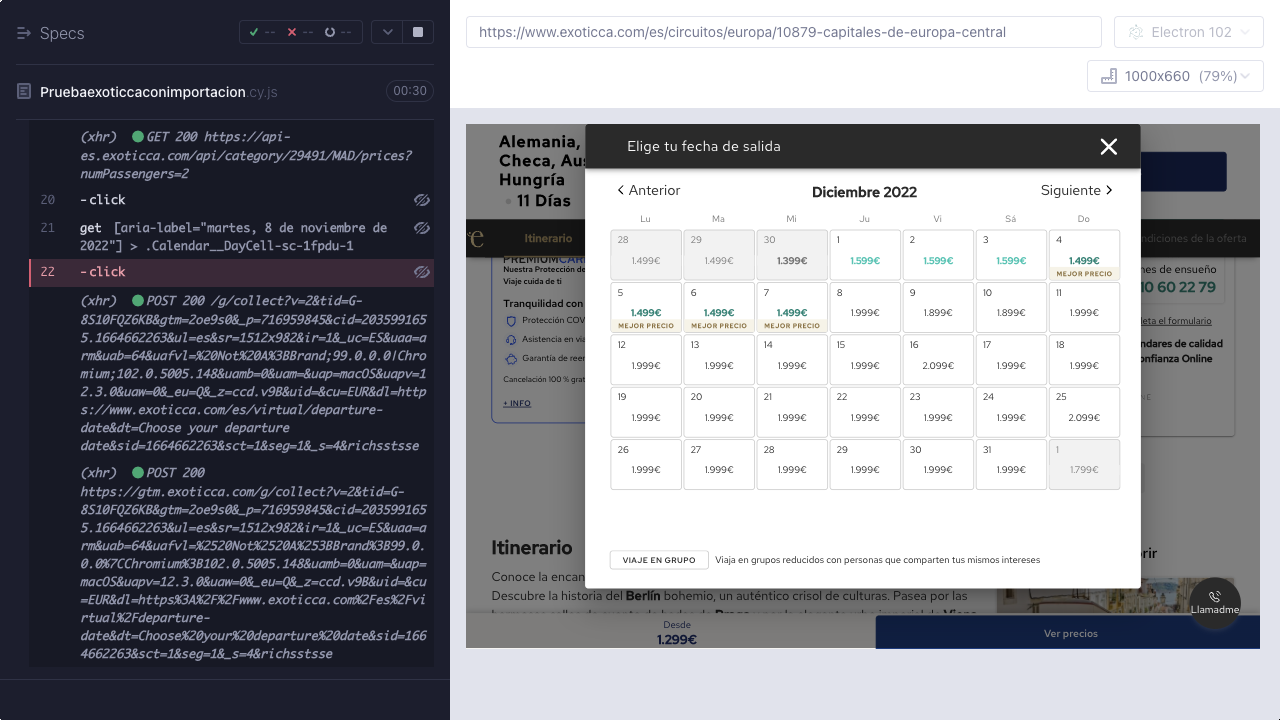 Specs
--
--
--
https://www.exoticca.com/es/circuitos/europa/10879-capitales-de-europa-central
Electron 102
1000x660 (79%)
Pruebaexoticcaconimportacion.cy.js
00:30
(xhr) GET 200 https://api-
es.exoticca.com/api/category/29491/MAD/prices?
numPassengers=2
20 -click
21 get [aria-label="martes, 8 de noviembre de
2022"] > .Calendar__DayCell-sc-1fpdu-1
22 -click
(xhr) POST 200 /g/collect?v=2&tid=G-
8S10FQZ6KB&gtm=2oe9s0&_p=716959845&cid=203599166
5.1664662263&ul=es&sr=1512x982&ir=1&_uc=ES&uaa=a
rm&uab=64&uafvl=%20Not%20A%3BBrand;99.0.0.0|Chro
mium;102.0.5005.148&uamb=0&uam=&uap=macOS&uapv=1
2.3.0&uaw=0&_eu=Q&_z=ccd.v9B&uid=&cu=EUR&dl=http
s://www.exoticca.com/es/virtual/departure-
date&dt=Choose your departure
date&sid=1664662263&sct=1&seg=1&_s=4&richsstsse
(xhr) POST 200
https://gtm.exoticca.com/g/collect?v=2&tid=G-
8S10FQZ6KB&gtm=2oe9s0&_p=716959845&cid=203599166
5.1664662263&ul=es&sr=1512x982&ir=1&_uc=ES&uaa=a
rm&uab=64&uafvl=%2520Not%2520A%253BBrand%3B99.0.
0.0%7CChromium%3B102.0.5005.148&uamb=0&uam=&uap=
macOS&uapv=12.3.0&uaw=0&_eu=Q&_z=ccd.v9B&uid=&cu
=EUR&dl=https%3A%2F%2Fwww.exoticca.com%2Fes%2Fvi
rtual%2Fdeparture-
date&dt=Choose%20your%20departure%20date&sid=166
4662263&sct=1&seg=1&_s=4&richsstsse
Alemania,
Checa, Aus
Hungría
11 Días
Itinerario
ndiciones de la oferta
PREMIUMCAR
Nuestra Protección de
Viaje cuida de ti
Tranquilidad con
Protección COV
Asistencia en via
Garantía de reer
Cancelación 100 % grat
+ INFO
nes de ensueño
10 60 22 79
leta el formulario
ndares de calidad
onfianza Online
Elige tu fecha de salida
Anterior
Diciembre 2022
Siguiente
Lu Ma Mi Ju Vi Sá Do
28 29 30 1 2 3 4
1.499€ 1.499€ 1.399€ 1.599€ 1.599€ 1.599€ 1.499€
MEJOR PRECIO
5 6 7 8 9 10 11
1.499€ 1.499€ 1.499€ 1.999€ 1.899€ 1.899€ 1.999€
MEJOR PRECIO MEJOR PRECIO MEJOR PRECIO
12 13 14 15 16 17 18
1.999€ 1.999€ 1.999€ 1.999€ 2.099€ 1.999€ 1.999€
19 20 21 22 23 24 25
1.999€ 1.999€ 1.999€ 1.999€ 1.999€ 1.999€ 2.099€
26 27 28 29 30 31 1
1.999€ 1.999€ 1.999€ 1.999€ 1.999€ 1.999€ 1.799€
VIAJE EN GRUPO
Viaja en grupos reducidos con personas que comparten tus mismos intereses
Itinerario
Conoce la encan
Descubre la historia del Berlín bohemio, un auténtico crisol de culturas. Pasea por las
rir
Llamadme
Desde
1.299€
Ver precios